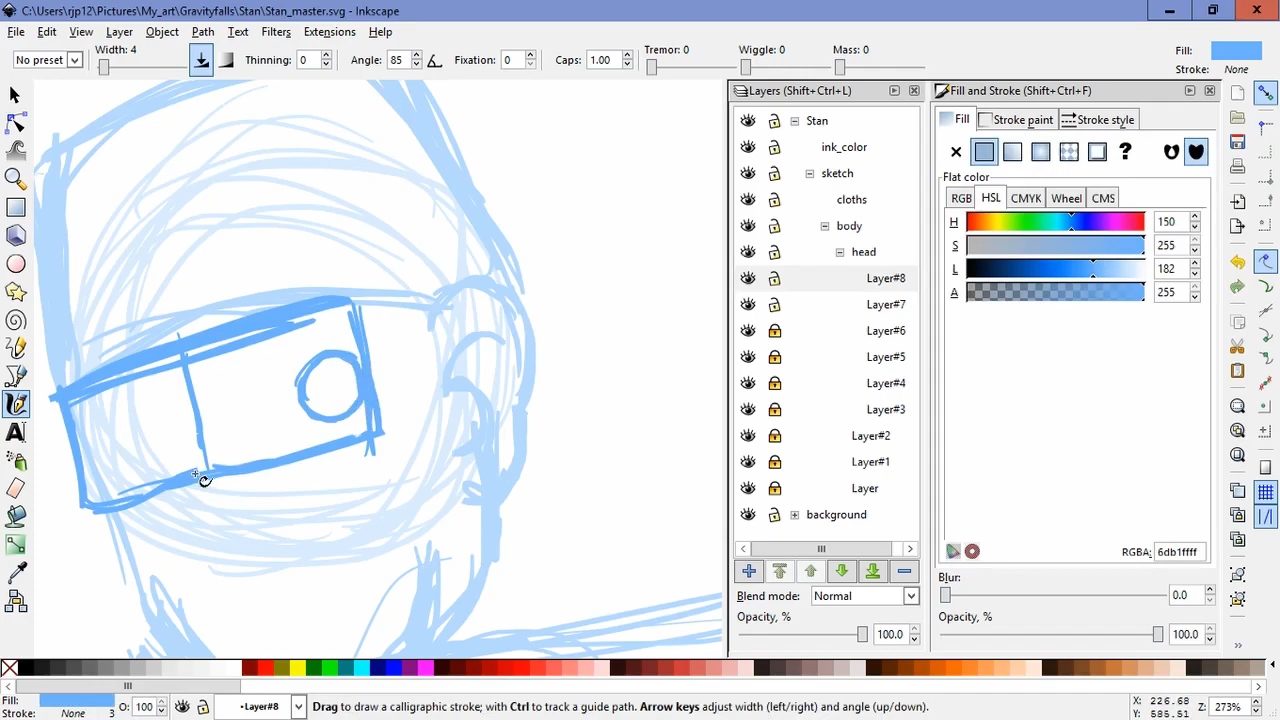 C:\Users\rjp12\Pictures\My_art\Gravityfalls\Stan\Stan_master.svg - Inkscape
File Edit View Layer Object Path Text Filters Extensions Help
No preset Width: 4 Thinning: 0 Angle: 85 Fixation: 0 Caps: 1.00 Tremor: 0 Wiggle: 0 Mass: 0 Fill: Stroke: None
Layers (Shift+Ctrl+L)
Stan
ink_color
sketch
cloths
body
head
Layer#8
Layer#7
Layer#6
Layer#5
Layer#4
Layer#3
Layer#2
Layer#1
Layer
background
Blend mode: Normal
Opacity, % 100.0
Fill and Stroke (Shift+Ctrl+F)
Fill Stroke paint Stroke style
?
Flat color
RGB HSL CMYK Wheel CMS
H 150
S 255
L 182
A 255
RGBA: 6db1ffff
Blur: 0.0
Opacity, % 100.0
Fill: Stroke: None 3 O: 100 •Layer#8 Drag to draw a calligraphic stroke; with Ctrl to track a guide path. Arrow keys adjust width (left/right) and angle (up/down). X: 226.68 Y: 585.51 Z: 273%